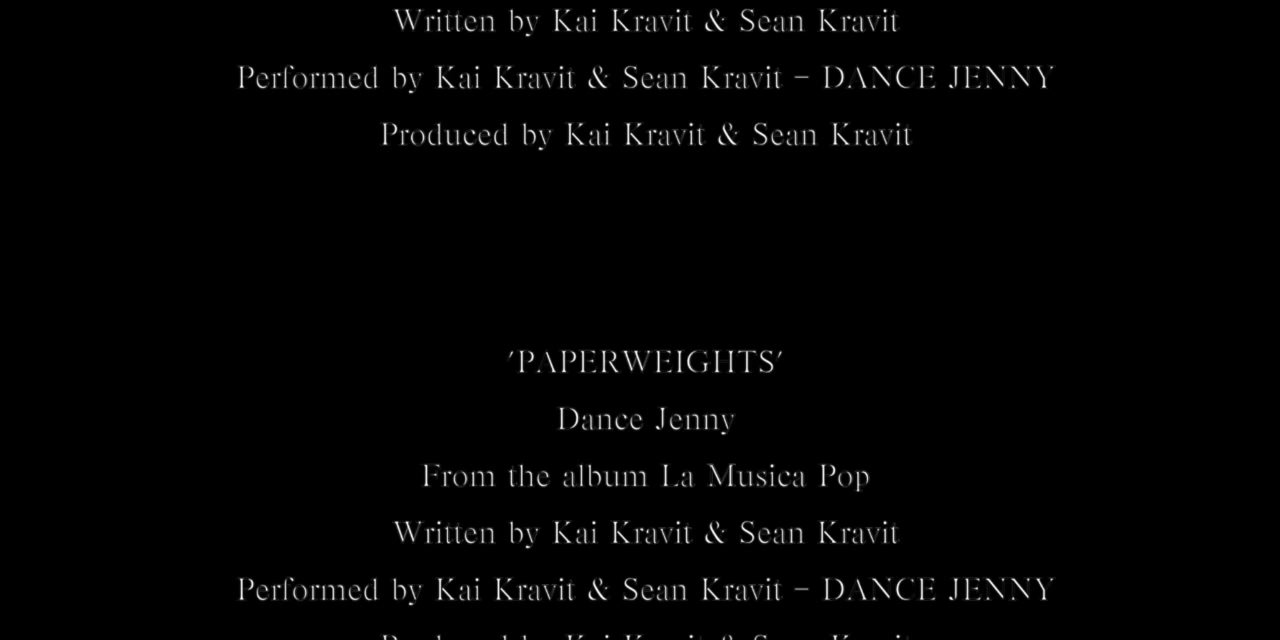 Written by Kai Kravit & Sean Kravit
Performed by Kai Kravit & Sean Kravit – DANCE JENNY
Produced by Kai Kravit & Sean Kravit
'PAPERWEIGHTS'
Dance Jenny
From the album La Musica Pop
Written by Kai Kravit & Sean Kravit
Performed by Kai Kravit & Sean Kravit – DANCE JENNY